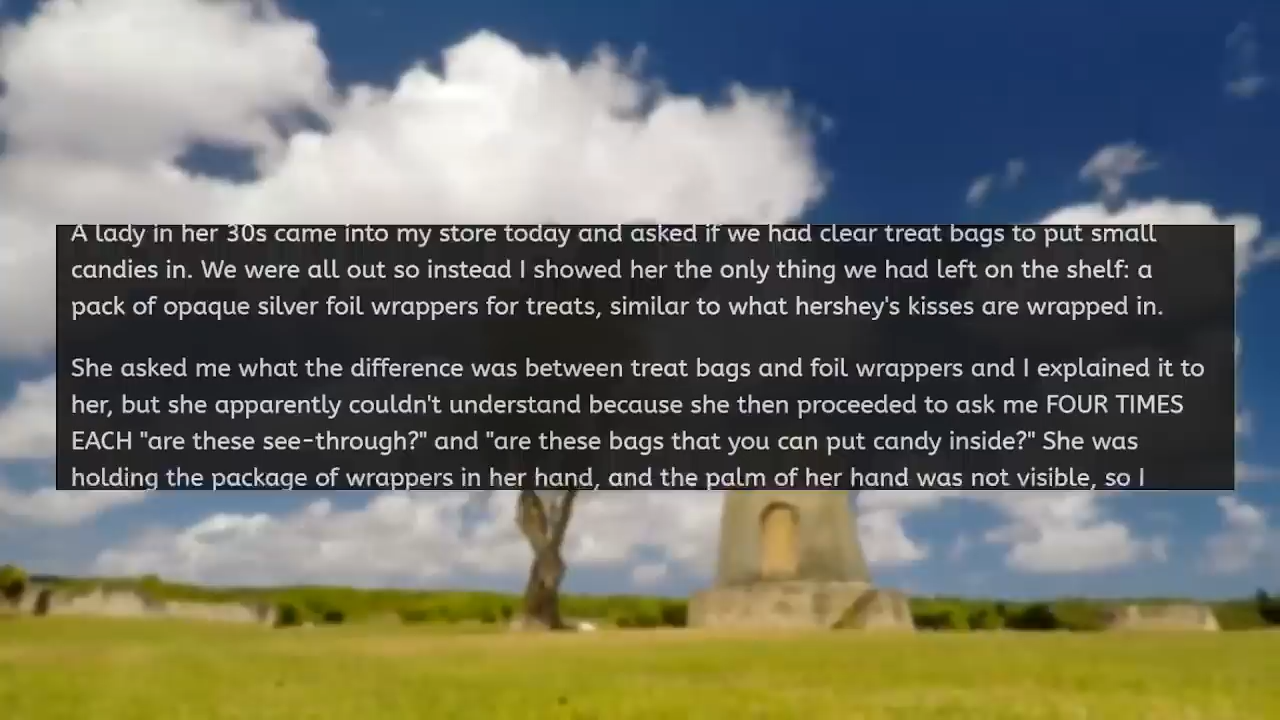 A lady in her 30s came into my store today and asked if we had clear treat bags to put small
candies in. We were all out so instead I showed her the only thing we had left on the shelf: a
pack of opaque silver foil wrappers for treats, similar to what hershey's kisses are wrapped in.
She asked me what the difference was between treat bags and foil wrappers and I explained it to
her, but she apparently couldn't understand because she then proceeded to ask me FOUR TIMES
EACH "are these see-through?" and "are these bags that you can put candy inside?" She was
holding the package of wrappers in her hand, and the palm of her hand was not visible, so I